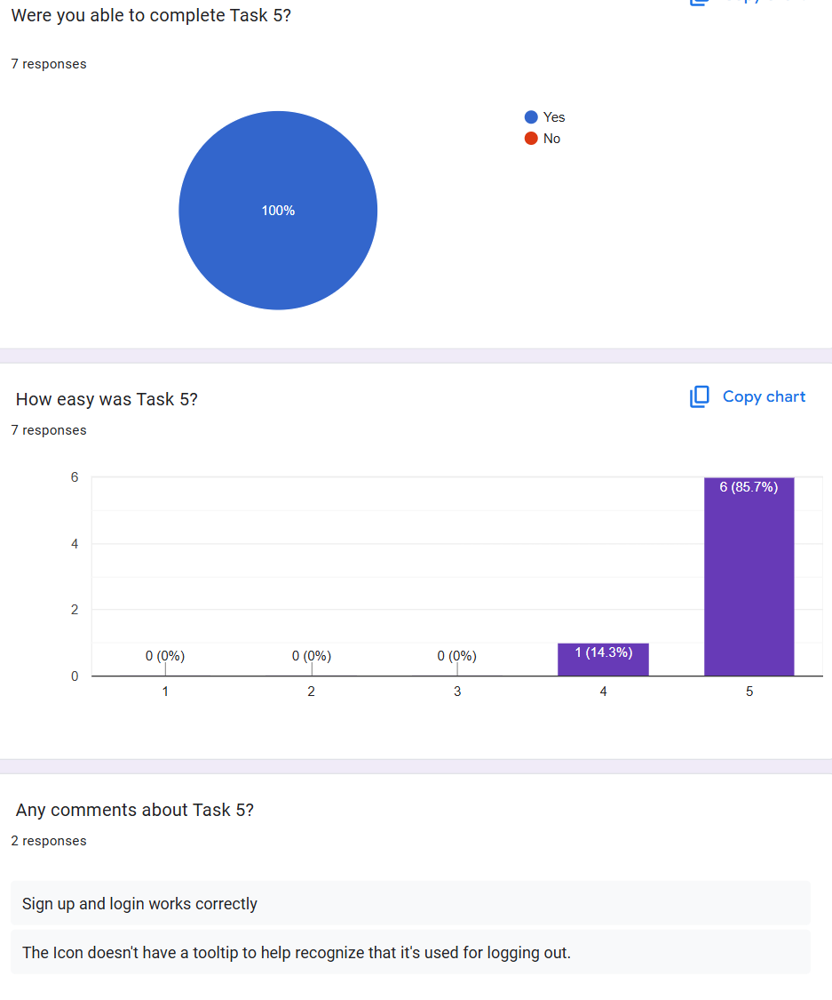 Were you able to complete Task 5?
7 responses
100%
Yes
No
How easy was Task 5?
Copy chart
7 responses
6
4
2
0
0 (0%)
0 (0%)
0 (0%)
1 (14.3%)
6 (85.7%)
1
2
3
4
5
Any comments about Task 5?
2 responses
Sign up and login works correctly
The Icon doesn't have a tooltip to help recognize that it's used for logging out.